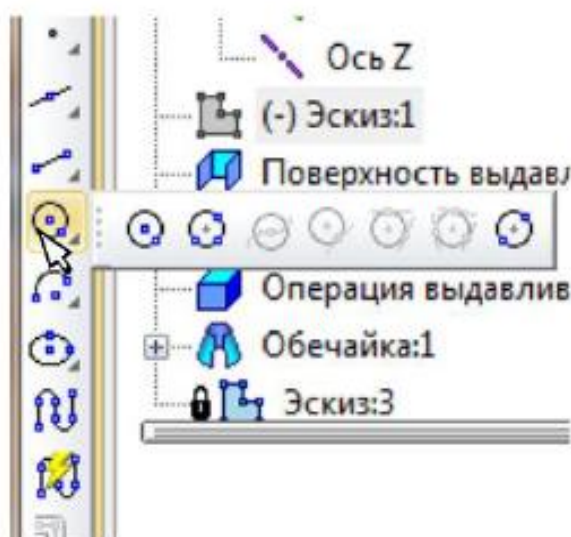 Ось Z
(-) Эскиз:1
Поверхность выдавл
Операция выдавлив
Обечайка:1
Эскиз:3